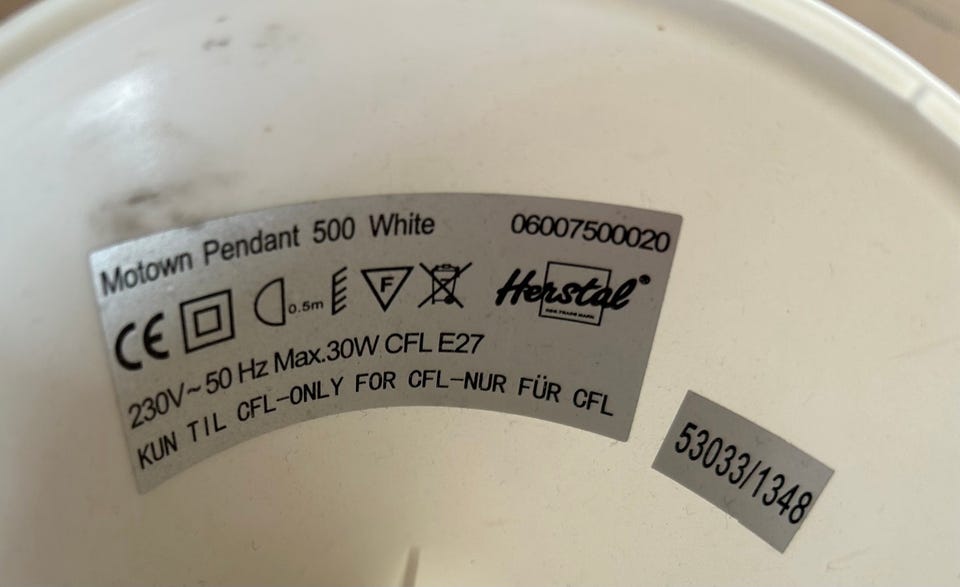 Motown Pendant 500 White 06007500020
CE 0.5m F Herstal®
230V~50 Hz Max.30W CFL E27
KUN TIL CFL-ONLY FOR CFL-NUR FÜR CFL
53033/1348